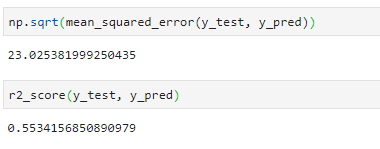 np.sqrt(mean_squared_error(y_test, y_pred))
23.025381999250435
r2_score(y_test, y_pred)
0.5534156850890979